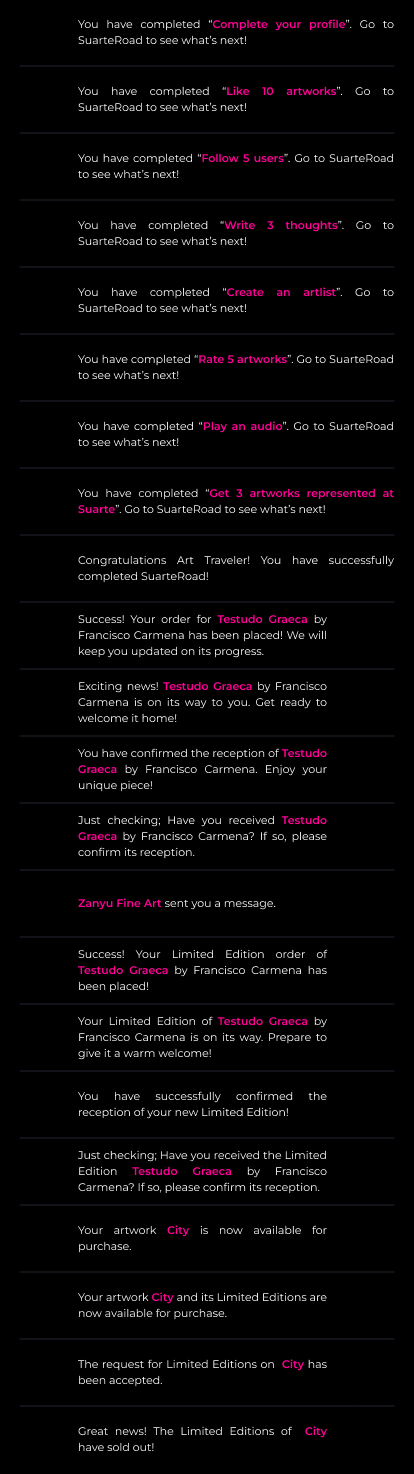 You have completed “Complete your profile”. Go to
SuarteRoad to see what’s next!
You have completed “Like 10 artworks”. Go to
SuarteRoad to see what’s next!
You have completed “Follow 5 users”. Go to SuarteRoad
to see what’s next!
You have completed “Write 3 thoughts”. Go to
SuarteRoad to see what’s next!
You have completed “Create an artlist”. Go to
SuarteRoad to see what’s next!
You have completed “Rate 5 artworks”. Go to SuarteRoad
to see what’s next!
You have completed “Play an audio”. Go to SuarteRoad
to see what’s next!
You have completed “Get 3 artworks represented at
Suarte”. Go to SuarteRoad to see what’s next!
Congratulations Art Traveler! You have successfully
completed SuarteRoad!
Success! Your order for Testudo Graeca by
Francisco Carmena has been placed! We will
keep you updated on its progress.
Exciting news! Testudo Graeca by Francisco
Carmena is on its way to you. Get ready to
welcome it home!
You have confirmed the reception of Testudo
Graeca by Francisco Carmena. Enjoy your
unique piece!
Just checking; Have you received Testudo
Graeca by Francisco Carmena? If so, please
confirm its reception.
Zanyu Fine Art sent you a message.
Success! Your Limited Edition order of
Testudo Graeca by Francisco Carmena has
been placed!
Your Limited Edition of Testudo Graeca by
Francisco Carmena is on its way. Prepare to
give it a warm welcome!
You have successfully confirmed the
reception of your new Limited Edition!
Just checking; Have you received the Limited
Edition Testudo Graeca by Francisco
Carmena? If so, please confirm its reception.
Your artwork City is now available for
purchase.
Your artwork City and its Limited Editions are
now available for purchase.
The request for Limited Editions on City has
been accepted.
Great news! The Limited Editions of City
have sold out!